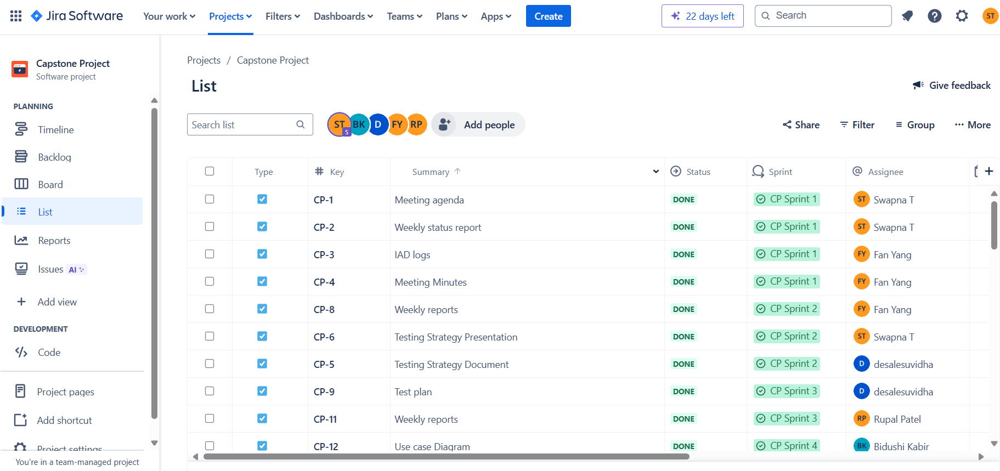 Jira Software Your work Projects Filters Dashboards Teams Plans Apps Create 22 days left Search ST
Capstone Project
Software project
PLANNING
Timeline
Backlog
Board
List
Reports
Issues AI
Add view
DEVELOPMENT
Code
Project pages
Add shortcut
Project settings
You're in a team-managed project
Projects / Capstone Project
List
Give feedback
Search list ST S BK D FY RP Add people Share Filter Group More
Type Key Summary Status Sprint Assignee
CP-1 Meeting agenda DONE CP Sprint 1 ST Swapna T
CP-2 Weekly status report DONE CP Sprint 1 ST Swapna T
CP-3 IAD logs DONE CP Sprint 1 FY Fan Yang
CP-4 Meeting Minutes DONE CP Sprint 1 FY Fan Yang
CP-8 Weekly reports DONE CP Sprint 2 FY Fan Yang
CP-6 Testing Strategy Presentation DONE CP Sprint 2 ST Swapna T
CP-5 Testing Strategy Document DONE CP Sprint 2 D desalesuvidha
CP-9 Test plan DONE CP Sprint 3 D desalesuvidha
CP-11 Weekly reports DONE CP Sprint 3 RP Rupal Patel
CP-12 Use case Diagram DONE CP Sprint 4 BK Bidushi Kabir